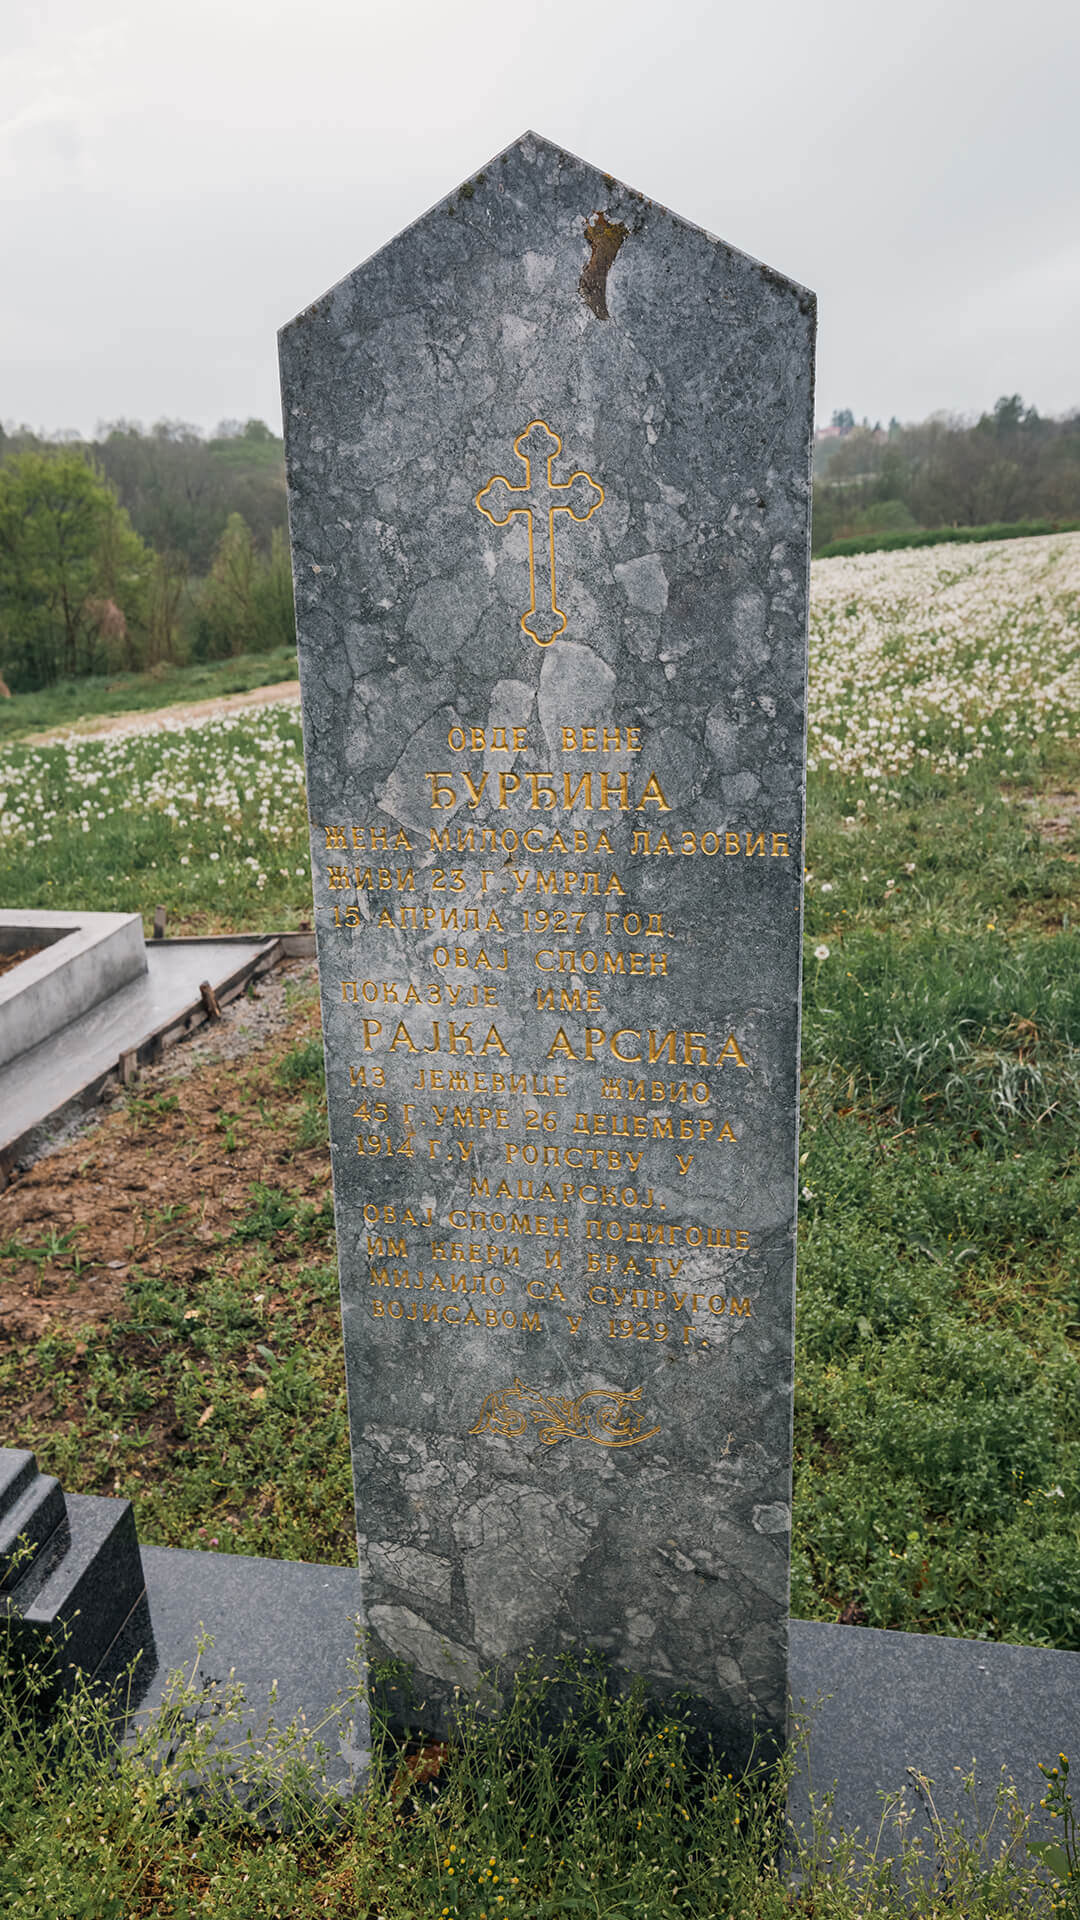 ОВДЕ ВЕНЕ
ЂУРЂИНА
ЖЕНА МИЛОСАВА ЛАЗОВИЋ
ЖИВИ 23 Г. УМРЛА
15 АПРИЛА 1927 ГОД.
ОВАЈ СПОМЕН
ПОКАЗУЈЕ ИМЕ
РАЈКА АРСИЋА
ИЗ ЈЕЖЕВИЦЕ ЖИВИО
45 Г. УМРЕ 26 ДЕЦЕМБРА
1914 Г. У РОПСТВУ У
МАЏАРСКОЈ.
ОВАЈ СПОМЕН ПОДИГОШЕ
ИМ КЋЕРИ И БРАТУ
МИЈАИЛО СА СУПРУГОМ
ВОЈИСАВОМ У 1929 Г.